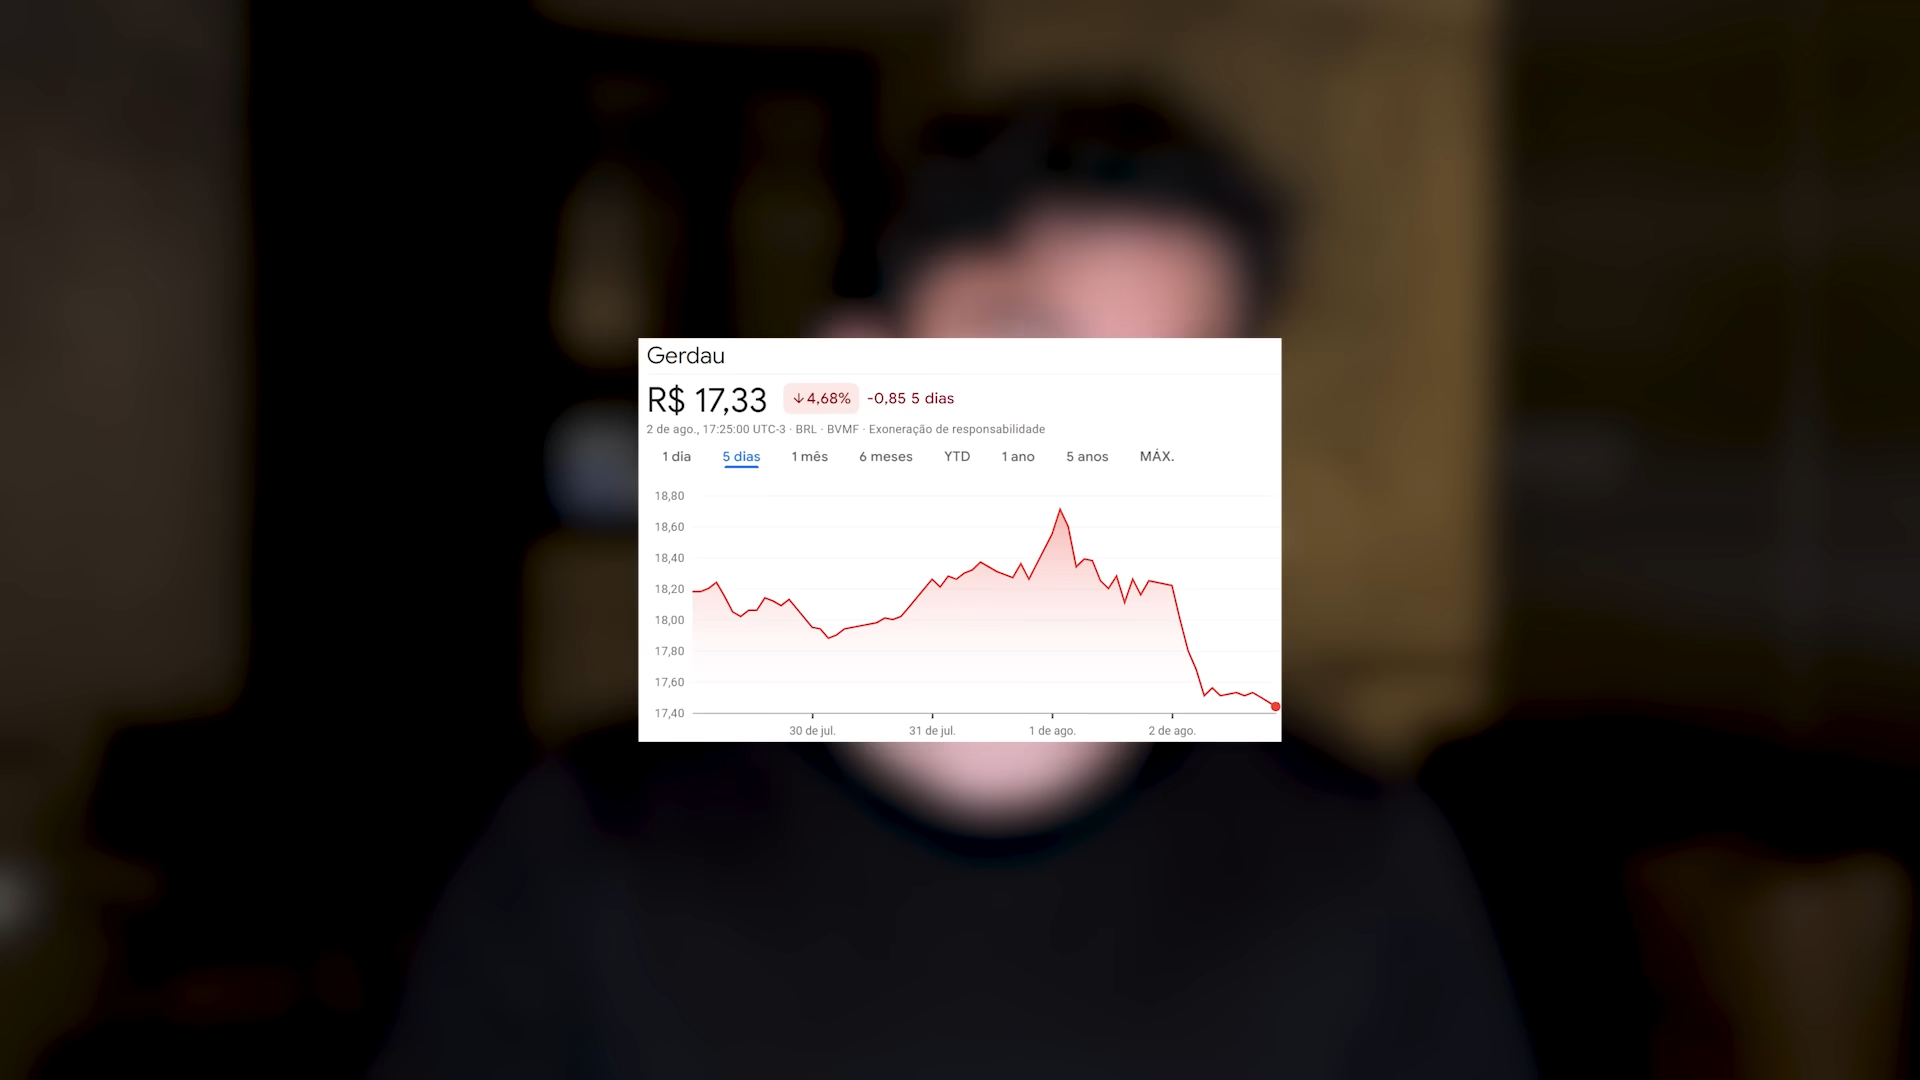 Gerdau
R$ 17,33 ↓4,68% -0,85 5 dias
2 de ago., 17:25:00 UTC-3 · BRL · BVMF · Exoneração de responsabilidade
1 dia 5 dias 1 mês 6 meses YTD 1 ano 5 anos MÁX.
18,80
18,60
18,40
18,20
18,00
17,80
17,60
17,40
30 de jul. 31 de jul. 1 de ago. 2 de ago.